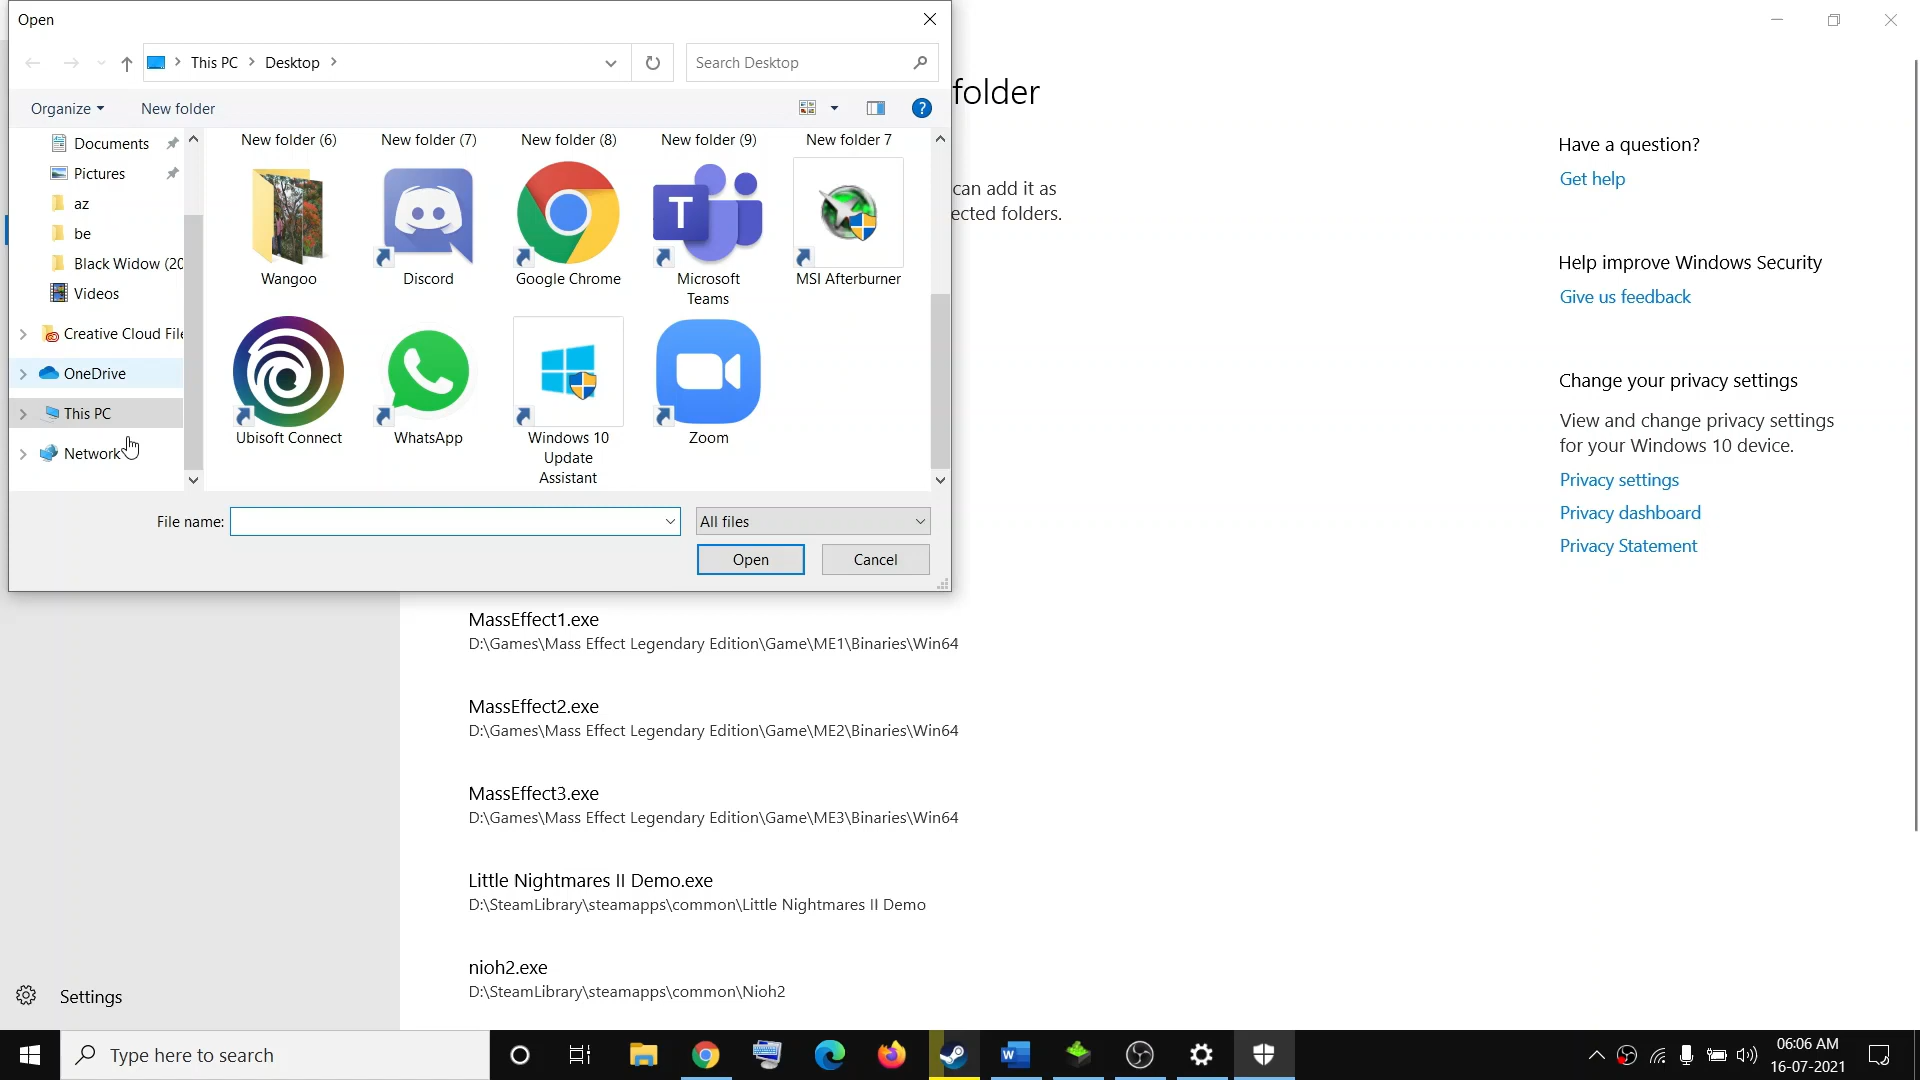 Open
This PC
Desktop
Search Desktop
Organize
New folder
Documents
Pictures
az
be
Black Widow (20
Videos
Creative Cloud File
OneDrive
This PC
Network
New folder (6)
New folder (7)
New folder (8)
New folder (9)
New folder 7
Wangoo
Discord
Google Chrome
Microsoft
Teams
MSI Afterburner
Ubisoft Connect
WhatsApp
Windows 10
Update
Assistant
Zoom
File name:
All files
Open
Cancel
folder
can add it as
ected folders.
MassEffect1.exe
D:\Games\Mass Effect Legendary Edition\Game\ME1\Binaries\Win64
MassEffect2.exe
D:\Games\Mass Effect Legendary Edition\Game\ME2\Binaries\Win64
MassEffect3.exe
D:\Games\Mass Effect Legendary Edition\Game\ME3\Binaries\Win64
Little Nightmares II Demo.exe
D:\SteamLibrary\steamapps\common\Little Nightmares II Demo
nioh2.exe
D:\SteamLibrary\steamapps\common\Nioh2
Have a question?
Get help
Help improve Windows Security
Give us feedback
Change your privacy settings
View and change privacy settings
for your Windows 10 device.
Privacy settings
Privacy dashboard
Privacy Statement
Settings
Type here to search
06:06 AM
16-07-2021